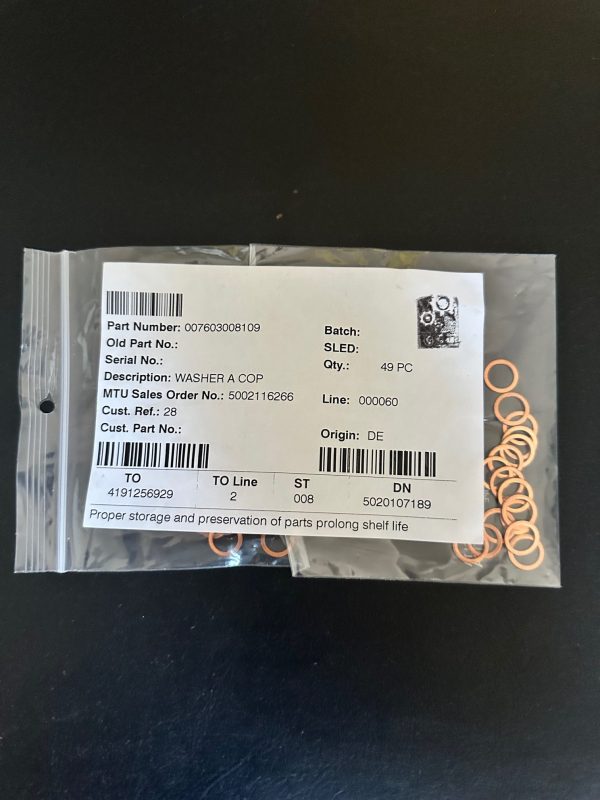 Part Number: 007603008109
Old Part No.:
Serial No.:
Description: WASHER A COP
MTU Sales Order No.: 5002116266
Cust. Ref.: 28
Cust. Part No.:
Batch:
SLED:
Qty.: 49 PC
Line: 000060
Origin: DE
TO TO Line ST DN
4191256929 2 008 5020107189
Proper storage and preservation of parts prolong shelf life